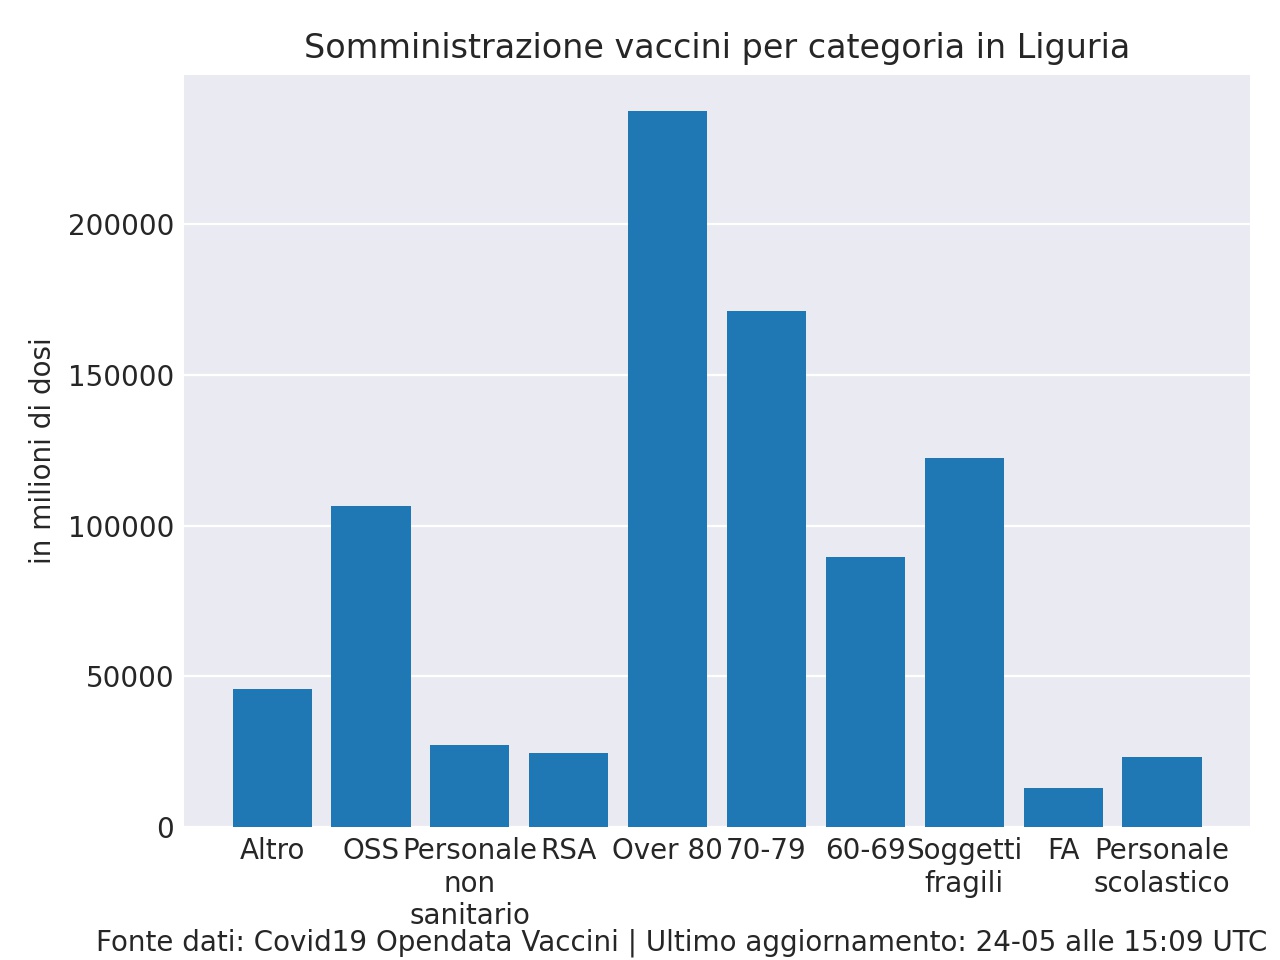 Somministrazione vaccini per categoria in Liguria
in milioni di dosi
200000
150000
100000
50000
0
Altro
OSS
Personale
non
sanitario
RSA
Over 80
70-79
60-69
Soggetti
fragili
FA
Personale
scolastico
Fonte dati: Covid19 Opendata Vaccini | Ultimo aggiornamento: 24-05 alle 15:09 UTC